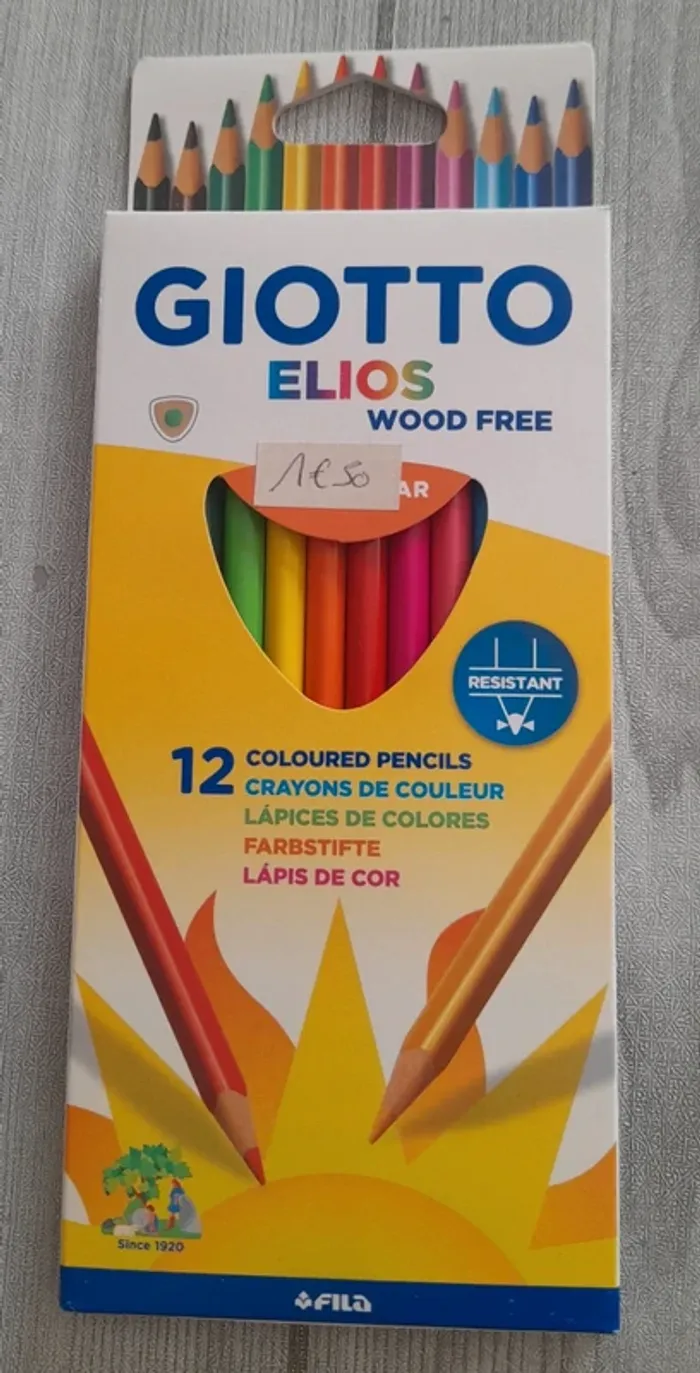 GIOTTO
ELIOS
WOOD FREE
1€50
AR
RESISTANT
12 COLOURED PENCILS
CRAYONS DE COULEUR
LÁPICES DE COLORES
FARBSTIFTE
LÁPIS DE COR
Since 1920
FILA